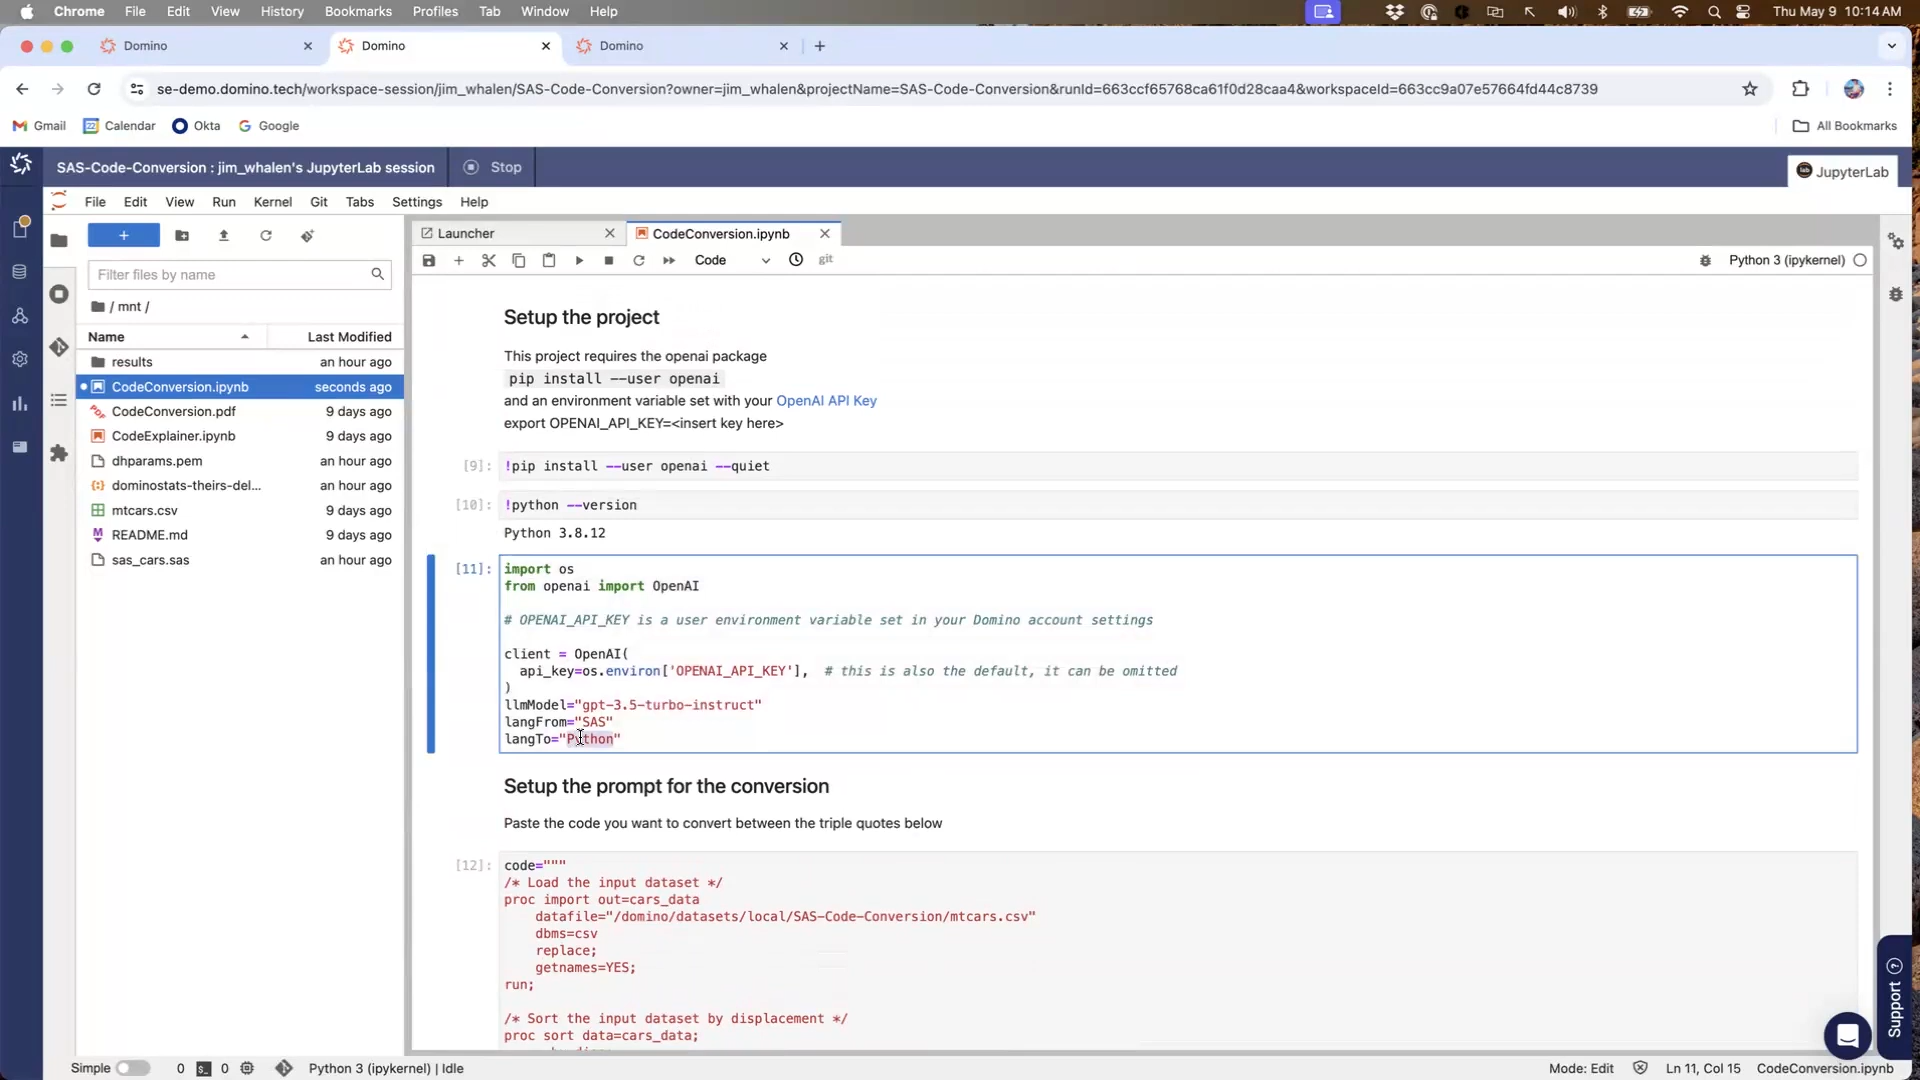 Chrome File Edit View History Bookmarks Profiles Tab Window Help Thu May 9 10:14 AM
Domino Domino Domino
se-demo.domino.tech/workspace-session/jim_whalen/SAS-Code-Conversion?owner=jim_whalen&projectName=SAS-Code-Conversion&runId=663ccf65768ca61f0d28caa4&workspaceId=663cc9a07e57664fd44c8739
Gmail Calendar Okta Google All Bookmarks
SAS-Code-Conversion : jim_whalen's JupyterLab session Stop JupyterLab
File Edit View Run Kernel Git Tabs Settings Help
Launcher CodeConversion.ipynb
Code git Python 3 (ipykernel)
Filter files by name
/ mnt /
Name Last Modified
results an hour ago
CodeConversion.ipynb seconds ago
CodeConversion.pdf 9 days ago
CodeExplainer.ipynb 9 days ago
dhparams.pem an hour ago
dominostats-theirs-del... an hour ago
mtcars.csv 9 days ago
README.md 9 days ago
sas_cars.sas an hour ago
Setup the project
This project requires the openai package
pip install --user openai
and an environment variable set with your OpenAI API Key
export OPENAI_API_KEY=<insert key here>
[9]: !pip install --user openai --quiet
[10]: !python --version
Python 3.8.12
[11]: import os
from openai import OpenAI
# OPENAI_API_KEY is a user environment variable set in your Domino account settings
client = OpenAI(
api_key=os.environ['OPENAI_API_KEY'], # this is also the default, it can be omitted
)
llmModel="gpt-3.5-turbo-instruct"
langFrom="SAS"
langTo="Python"
Setup the prompt for the conversion
Paste the code you want to convert between the triple quotes below
[12]: code="""
/* Load the input dataset */
proc import out=cars_data
datafile="/domino/datasets/local/SAS-Code-Conversion/mtcars.csv"
dbms=csv
replace;
getnames=YES;
run;
/* Sort the input dataset by displacement */
proc sort data=cars_data;
Support
Simple 0 0 Python 3 (ipykernel) | Idle Mode: Edit Ln 11, Col 15 CodeConversion.ipynb